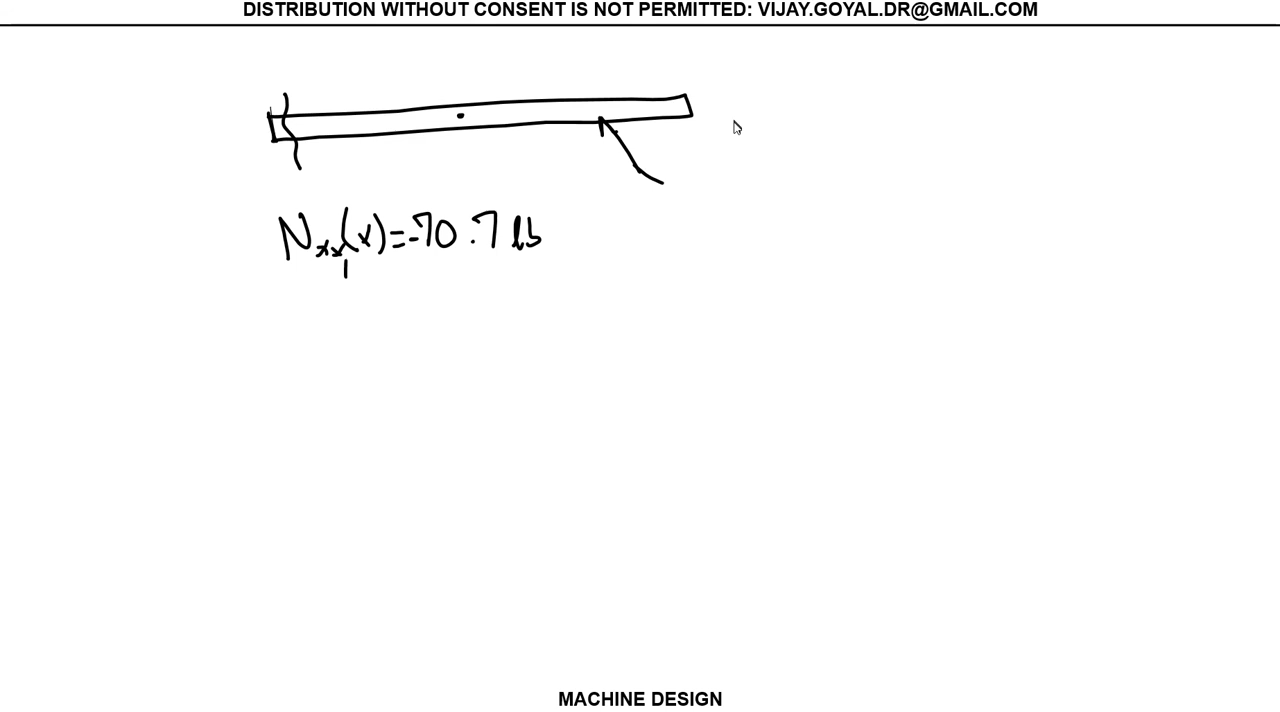 DISTRIBUTION WITHOUT CONSENT IS NOT PERMITTED: VIJAY.GOYAL.DR@GMAIL.COM
Nxx(x)=-70.7 lb
MACHINE DESIGN